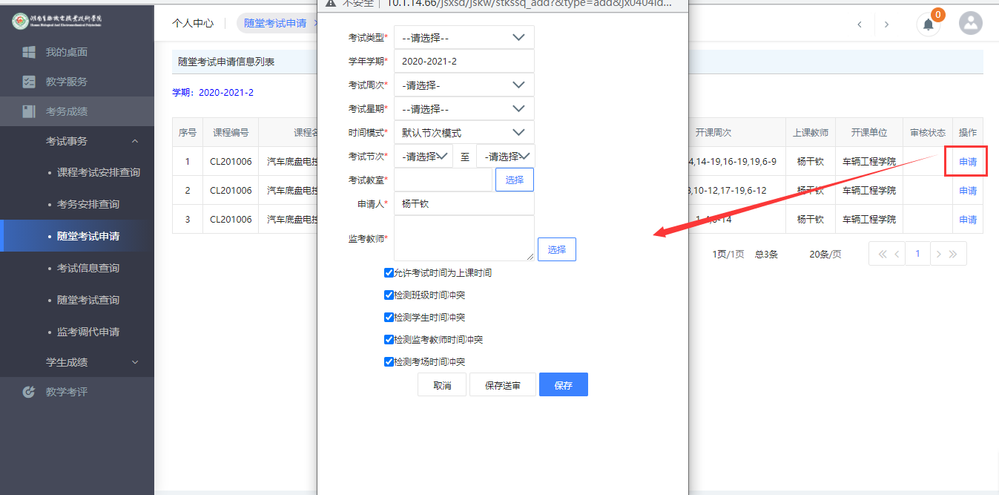 湖南生物机电职业技术学院
Hunan Biological And Electromechanical Polytechnic
我的桌面
教学服务
考务成绩
考试事务
课程考试安排查询
考务安排查询
随堂考试申请
考试信息查询
随堂考试查询
监考调代申请
学生成绩
教学考评
个人中心
随堂考试申请
0
随堂考试申请信息列表
学期：2020-2021-2
序号 课程编号 课程名 开课周次 上课教师 开课单位 审核状态 操作
1 CL201006 汽车底盘电控 4,14-19,16-19,19,6-9 杨干钦 车辆工程学院 申请
2 CL201006 汽车底盘电控 3,10-12,17-19,6-12 杨干钦 车辆工程学院 申请
3 CL201006 汽车底盘电控 杨干钦 车辆工程学院 申请
1页/1页 总3条 20条/页 1
不安全 10.1.14.66/jsxsd/jskw/stkssq_add?&type=add&jx0404id...
考试类型* --请选择--
学年学期* 2020-2021-2
考试周次* -请选择-
考试星期* --请选择--
时间模式* 默认节次模式
考试节次* -请选择- 至 -请选择-
考试教室* 选择
申请人* 杨干钦
监考教师* 选择
允许考试时间为上课时间
检测班级时间冲突
检测学生时间冲突
检测监考教师时间冲突
检测考场时间冲突
取消 保存送审 保存